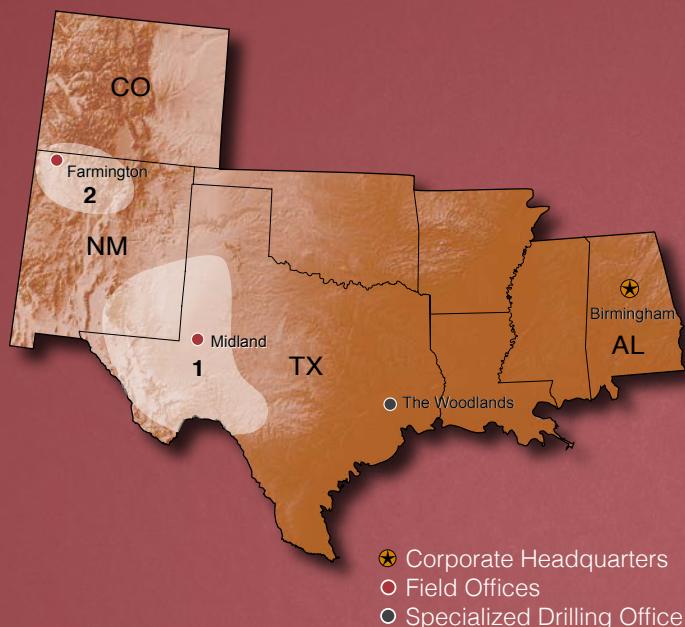 CO
Farmington
2
NM
Birmingham
AL
Midland
1
TX
The Woodlands
Corporate Headquarters
Field Offices
Specialized Drilling Office